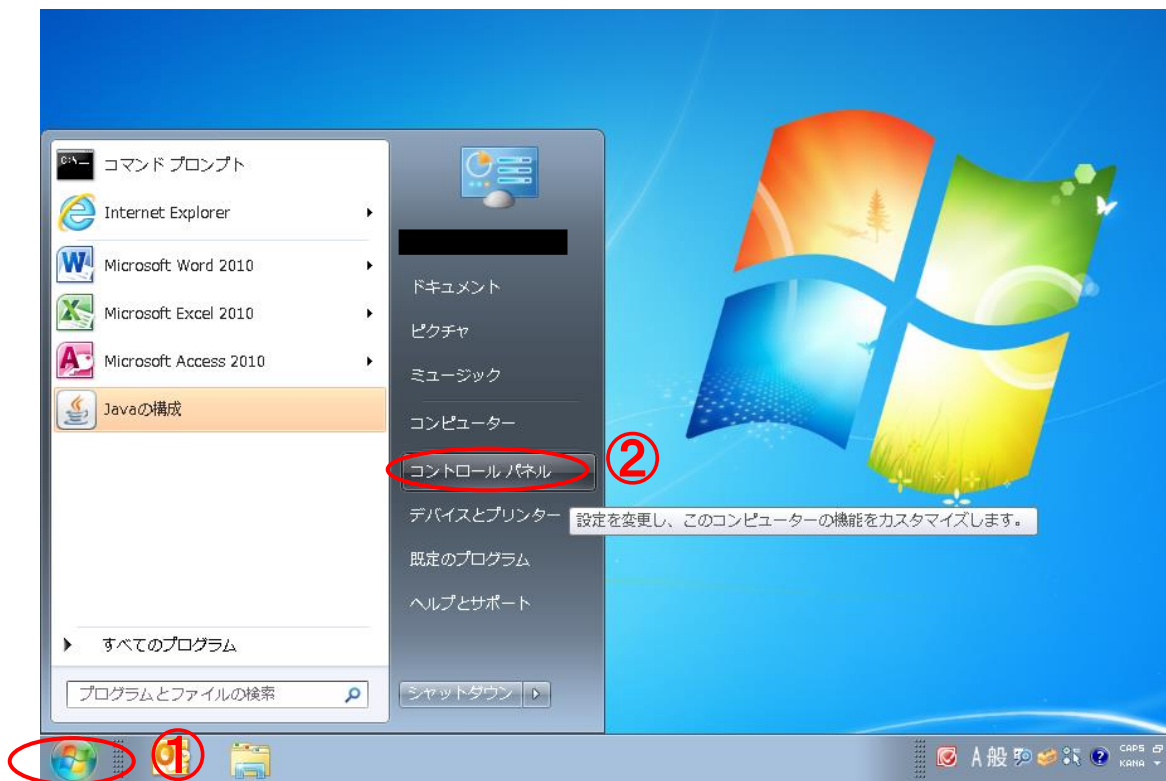 コマンド プロンプト
Internet Explorer
Microsoft Word 2010
Microsoft Excel 2010
Microsoft Access 2010
Javaの構成
すべてのプログラム
プログラムとファイルの検索
ドキュメント
ピクチャ
ミュージック
コンピューター
コントロール パネル
②
デバイスとプリンター
設定を変更し、このコンピューターの機能をカスタマイズします。
既定のプログラム
ヘルプとサポート
シャットダウン
①
A 般
CAPS
KANA